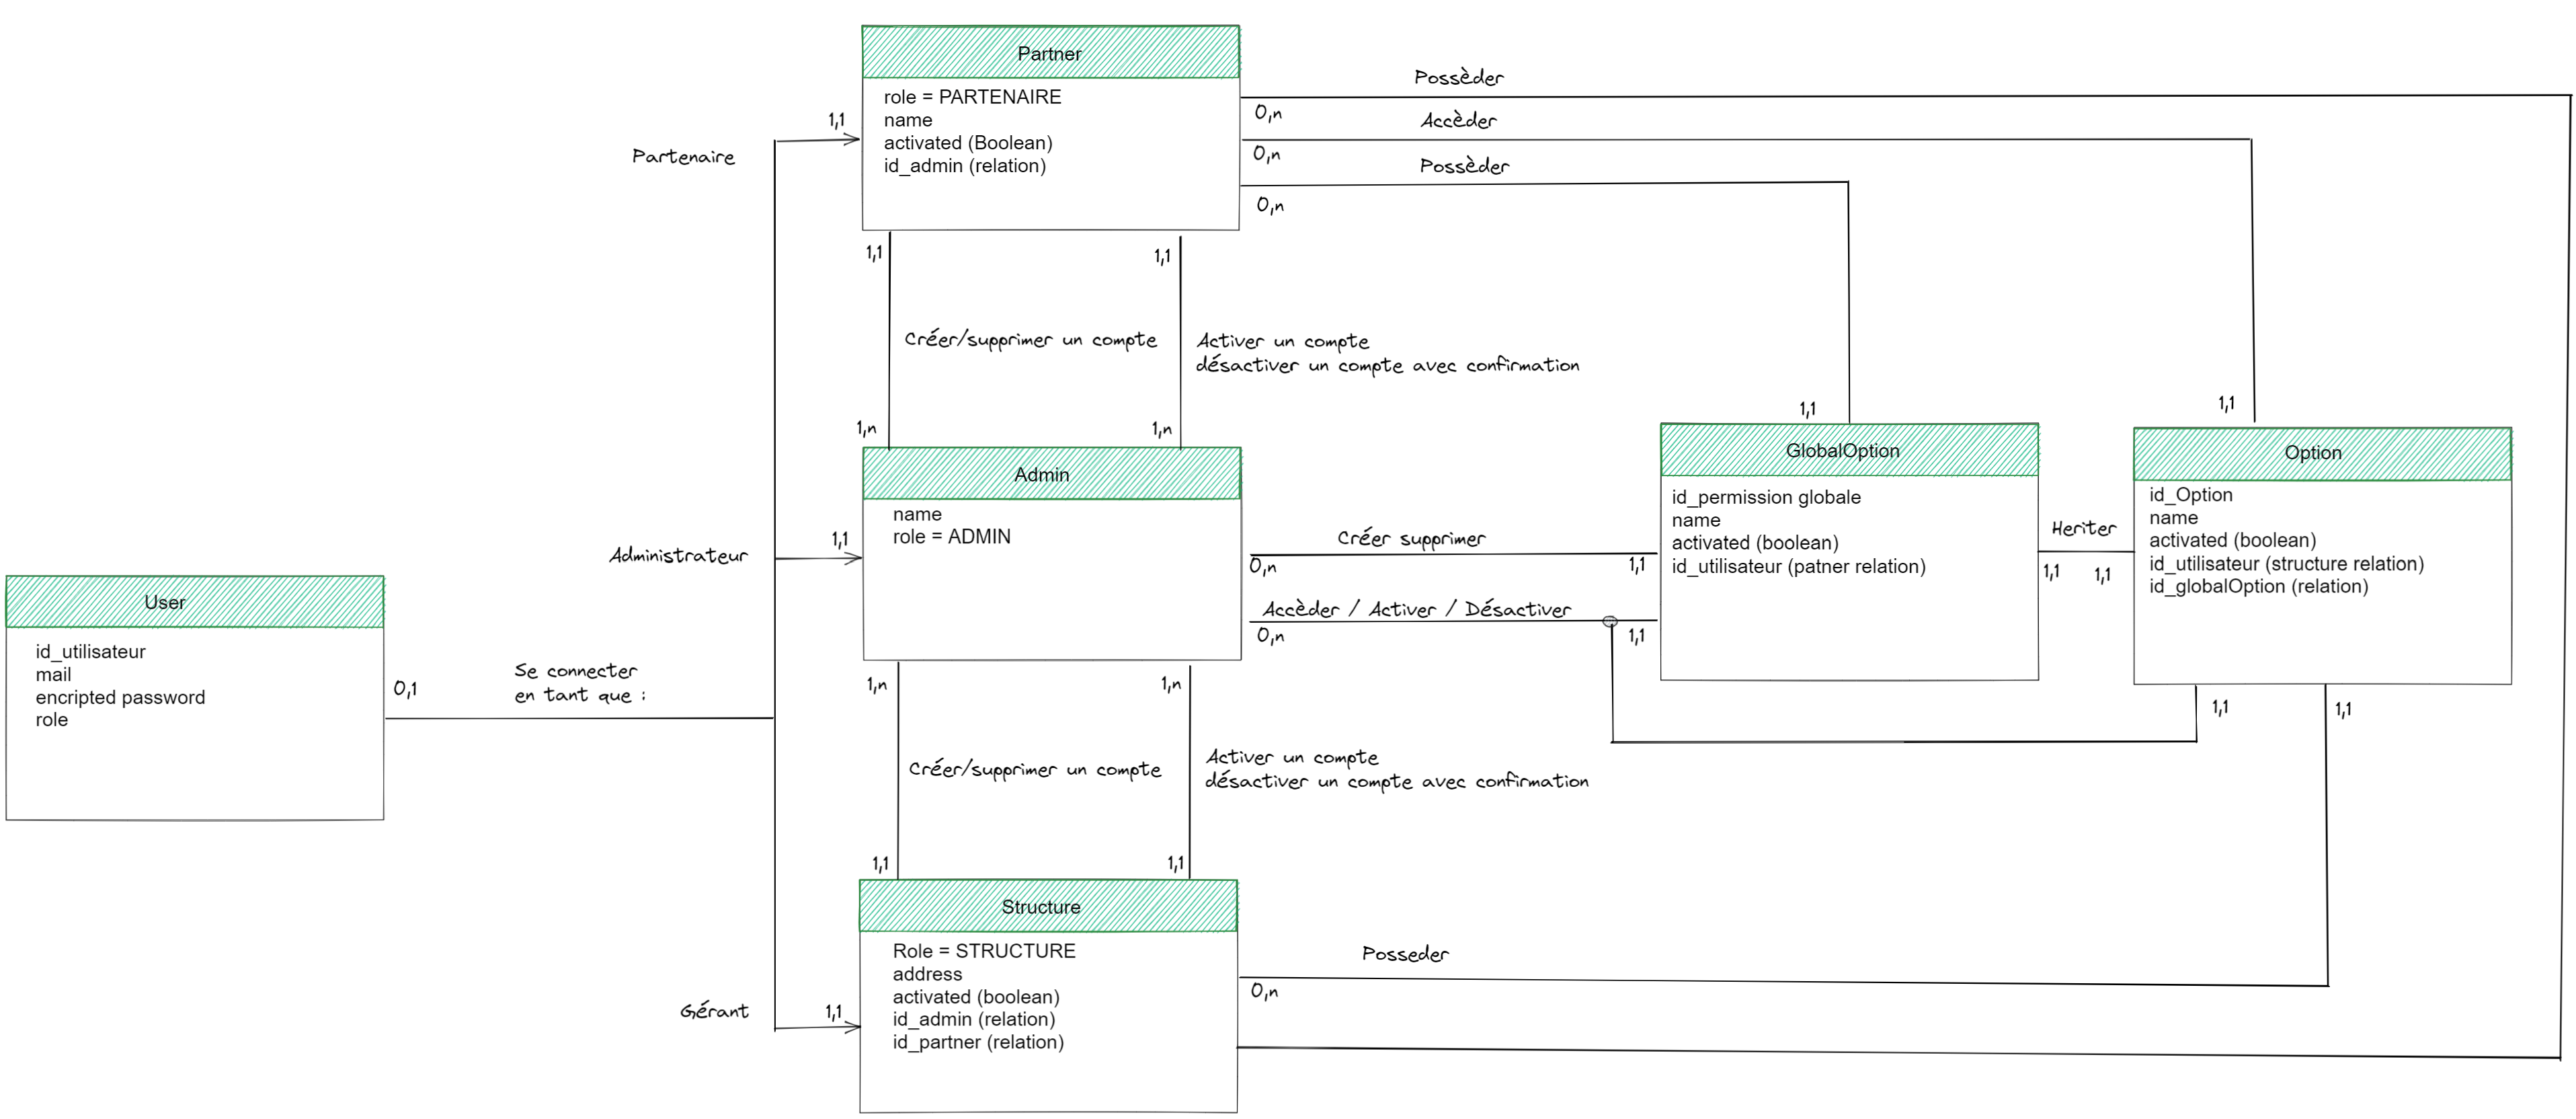 Partner
role = PARTENAIRE
name
activated (Boolean)
id_admin (relation)
Possèder
0,n
Accèder
0,n
Possèder
0,n
1,1
Partenaire
1,1
1,1
Créer/supprimer un compte
Activer un compte
désactiver un compte avec confirmation
1,n
1,n
1,1
1,1
Admin
name
role = ADMIN
GlobalOption
id_permission globale
name
activated (boolean)
id_utilisateur (patner relation)
Option
id_Option
name
activated (boolean)
id_utilisateur (structure relation)
id_globalOption (relation)
Heriter
1,1
1,1
Créer supprimer
0,n
1,1
Accèder / Activer / Désactiver
0,n
1,1
1,1
Administrateur
User
id_utilisateur
mail
encripted password
role
0,1
Se connecter
en tant que :
1,n
1,n
1,1
1,1
Créer/supprimer un compte
Activer un compte
désactiver un compte avec confirmation
1,1
1,1
Structure
Role = STRUCTURE
address
activated (boolean)
id_admin (relation)
id_partner (relation)
Posseder
0,n
Gérant
1,1